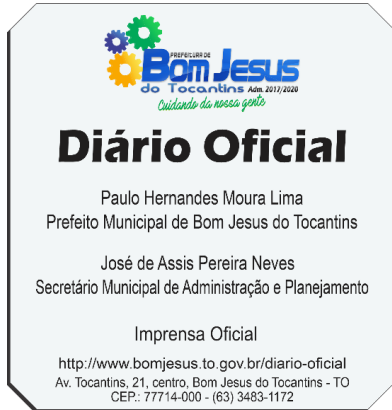 PREFEITURA DE
Bom Jesus
do Tocantins Adm. 2017/2020
Cuidando da nossa gente
Diário Oficial
Paulo Hernandes Moura Lima
Prefeito Municipal de Bom Jesus do Tocantins
José de Assis Pereira Neves
Secretário Municipal de Administração e Planejamento
Imprensa Oficial
http://www.bomjesus.to.gov.br/diario-oficial
Av. Tocantins, 21, centro, Bom Jesus do Tocantins - TO
CEP.: 77714-000 - (63) 3483-1172